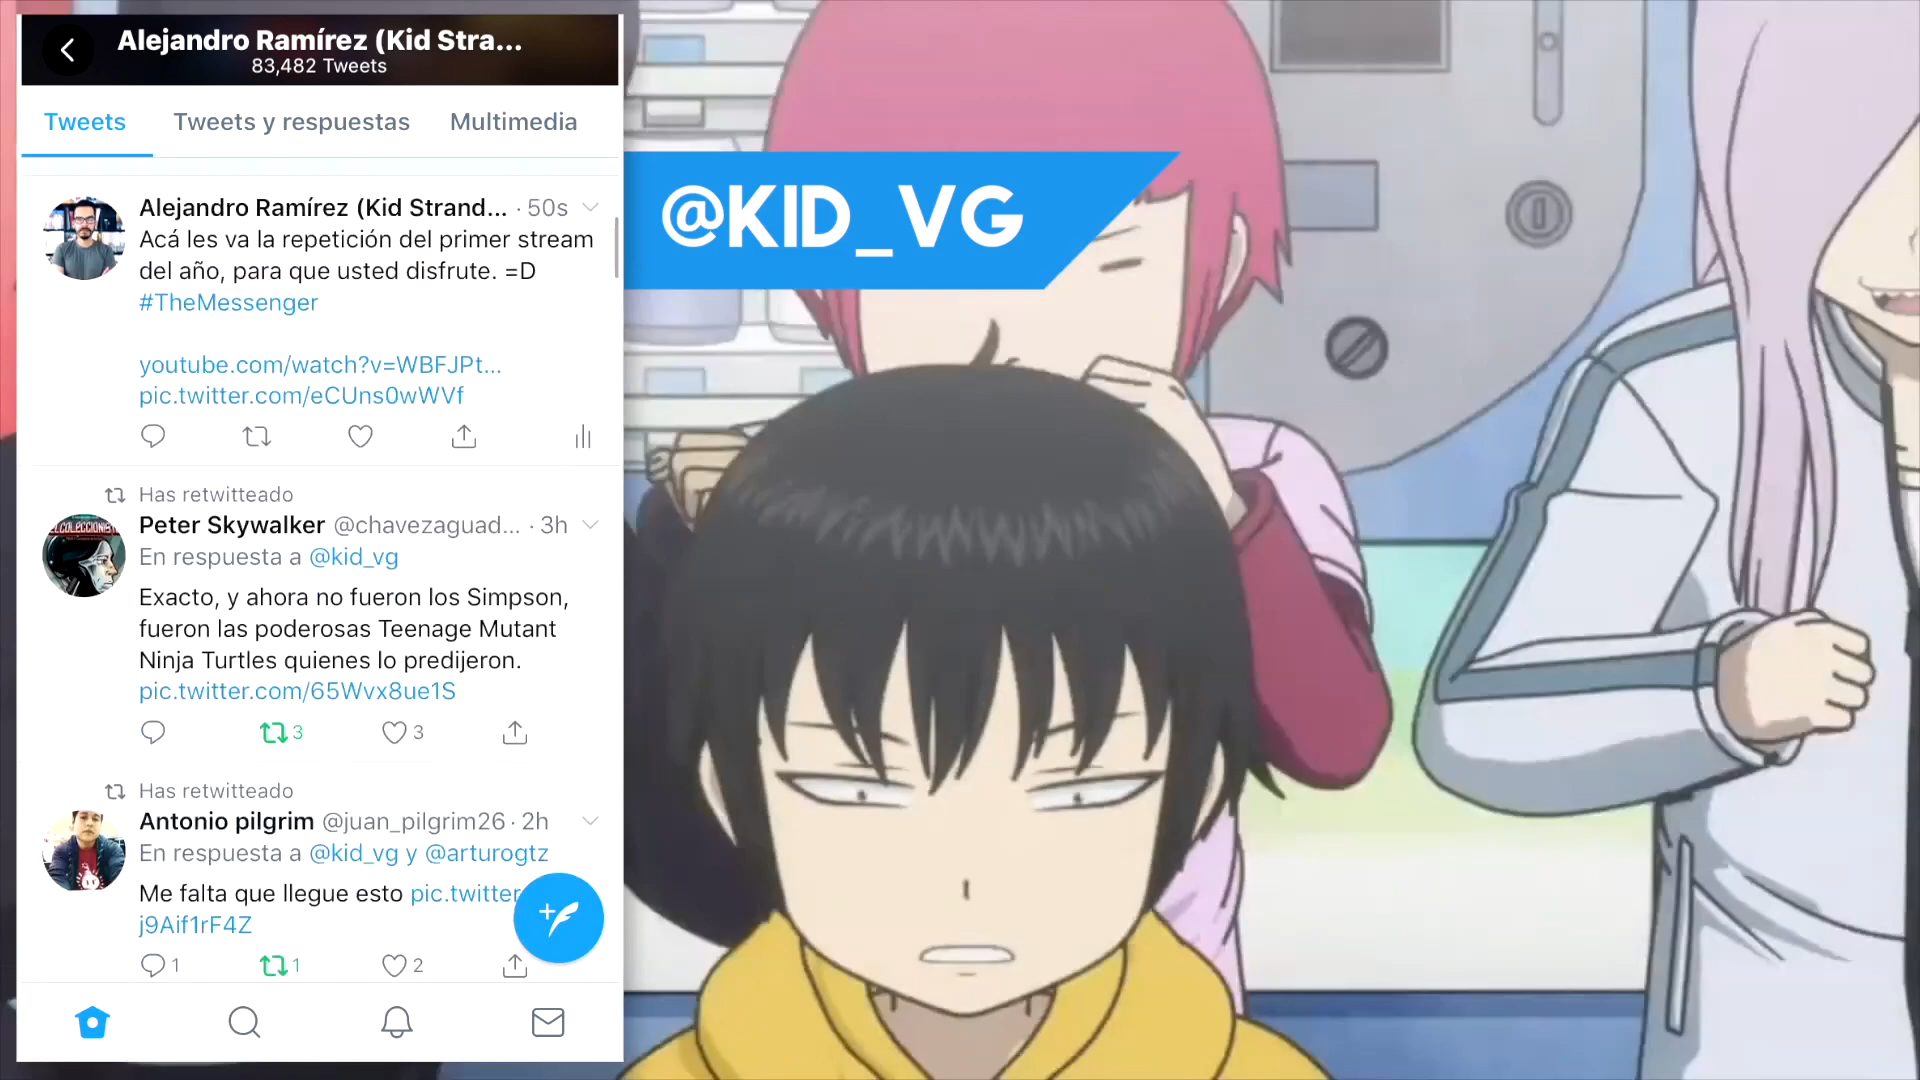 Alejandro Ramírez (Kid Stra...
83,482 Tweets
Tweets
Tweets y respuestas
Multimedia
Alejandro Ramírez (Kid Strand... · 50s
Acá les va la repetición del primer stream
del año, para que usted disfrute. =D
#TheMessenger
youtube.com/watch?v=WBFJPt...
pic.twitter.com/eCUns0wWVf
Has retwitteado
Peter Skywalker @chavezaguad... · 3h
En respuesta a @kid_vg
Exacto, y ahora no fueron los Simpson,
fueron las poderosas Teenage Mutant
Ninja Turtles quienes lo predijeron.
pic.twitter.com/65Wvx8ue1S
3 3
Has retwitteado
Antonio pilgrim @juan_pilgrim26 · 2h
En respuesta a @kid_vg y @arturogtz
Me falta que llegue esto pic.twitter
j9Aif1rF4Z
1 1 2
@KID_VG